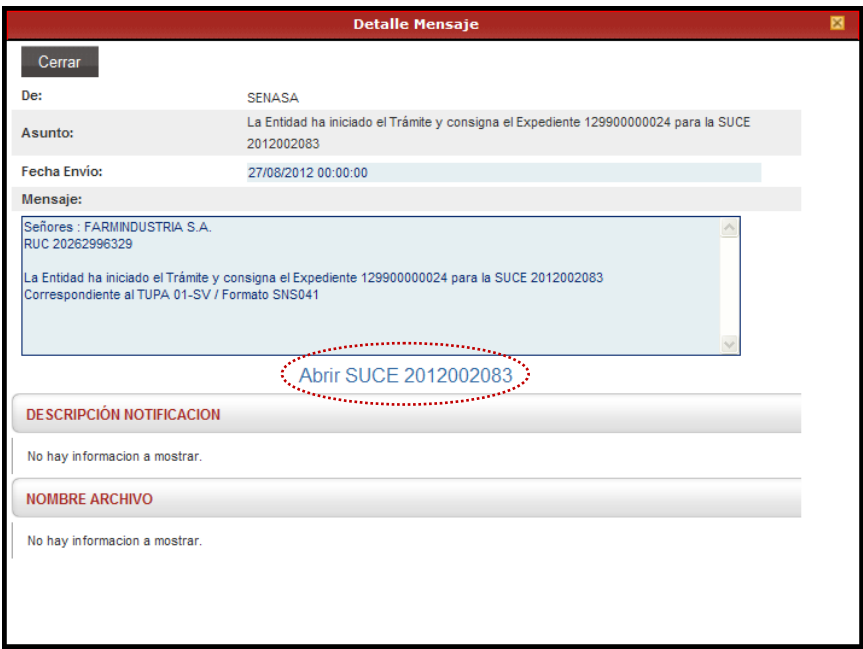 Detalle Mensaje
Cerrar
De: SENASA
Asunto: La Entidad ha iniciado el Trámite y consigna el Expediente 129900000024 para la SUCE
2012002083
Fecha Envío: 27/08/2012 00:00:00
Mensaje:
Señores : FARMINDUSTRIA S.A.
RUC 20262996329
La Entidad ha iniciado el Trámite y consigna el Expediente 129900000024 para la SUCE 2012002083
Correspondiente al TUPA 01-SV / Formato SNS041
Abrir SUCE 2012002083
DESCRIPCIÓN NOTIFICACION
No hay informacion a mostrar.
NOMBRE ARCHIVO
No hay informacion a mostrar.